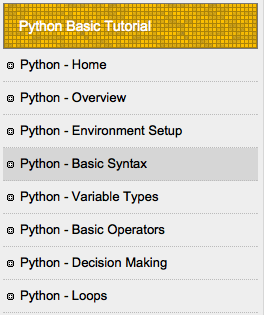 Python Basic Tutorial
Python - Home
Python - Overview
Python - Environment Setup
Python - Basic Syntax
Python - Variable Types
Python - Basic Operators
Python - Decision Making
Python - Loops